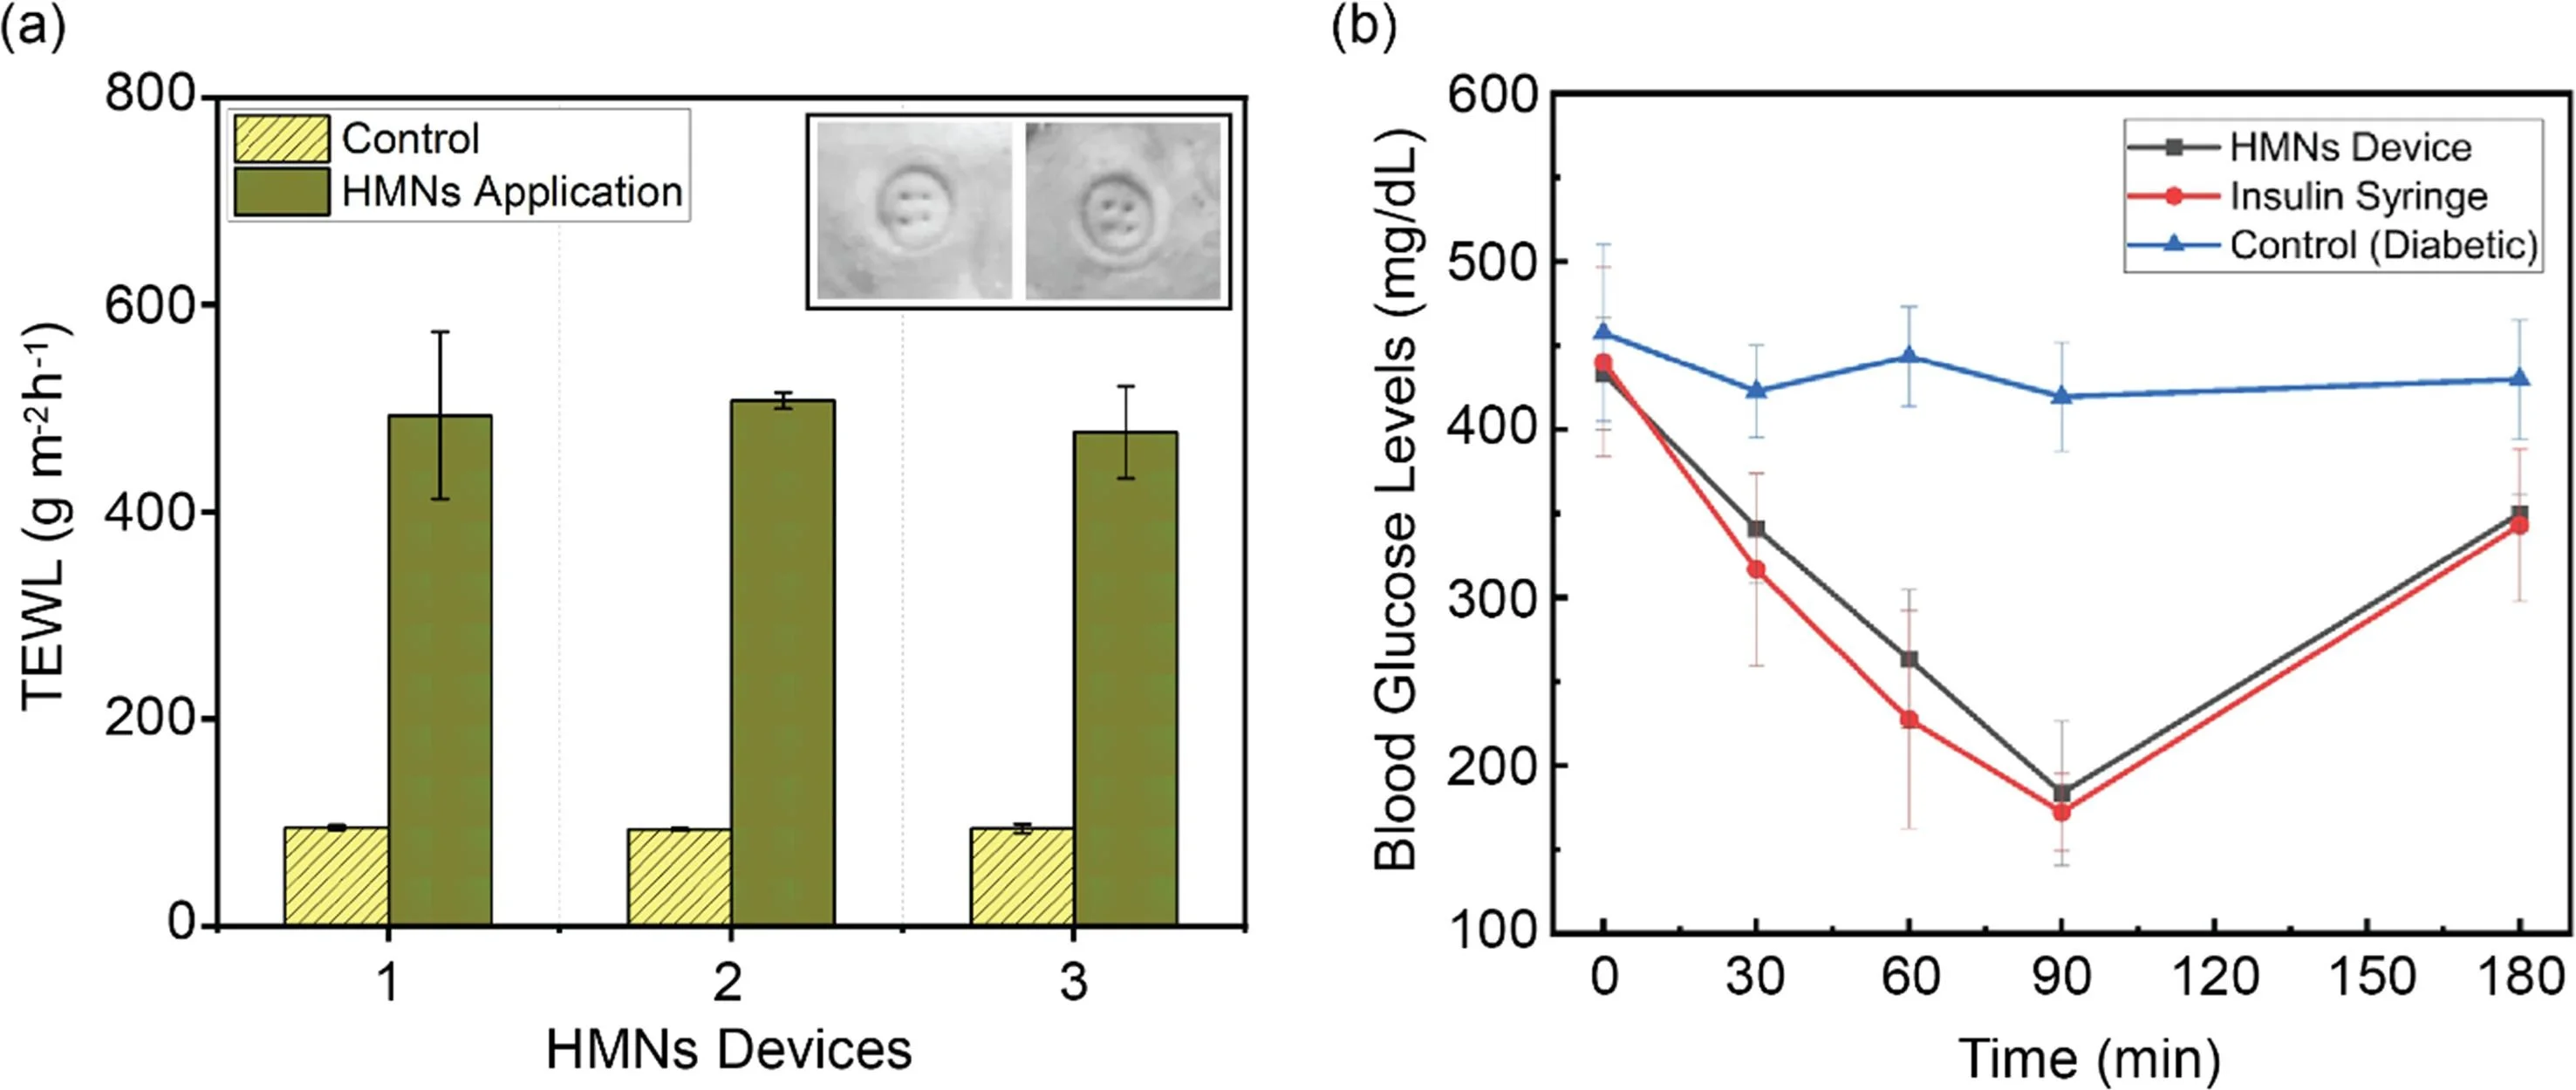 (a)
800
600
400
200
0
TEWL (g m-2h-1)
Control
HMNs Application
1 2 3
HMNs Devices
(b)
600
500
400
300
200
100
Blood Glucose Levels (mg/dL)
HMNs Device
Insulin Syringe
Control (Diabetic)
0 30 60 90 120 150 180
Time (min)